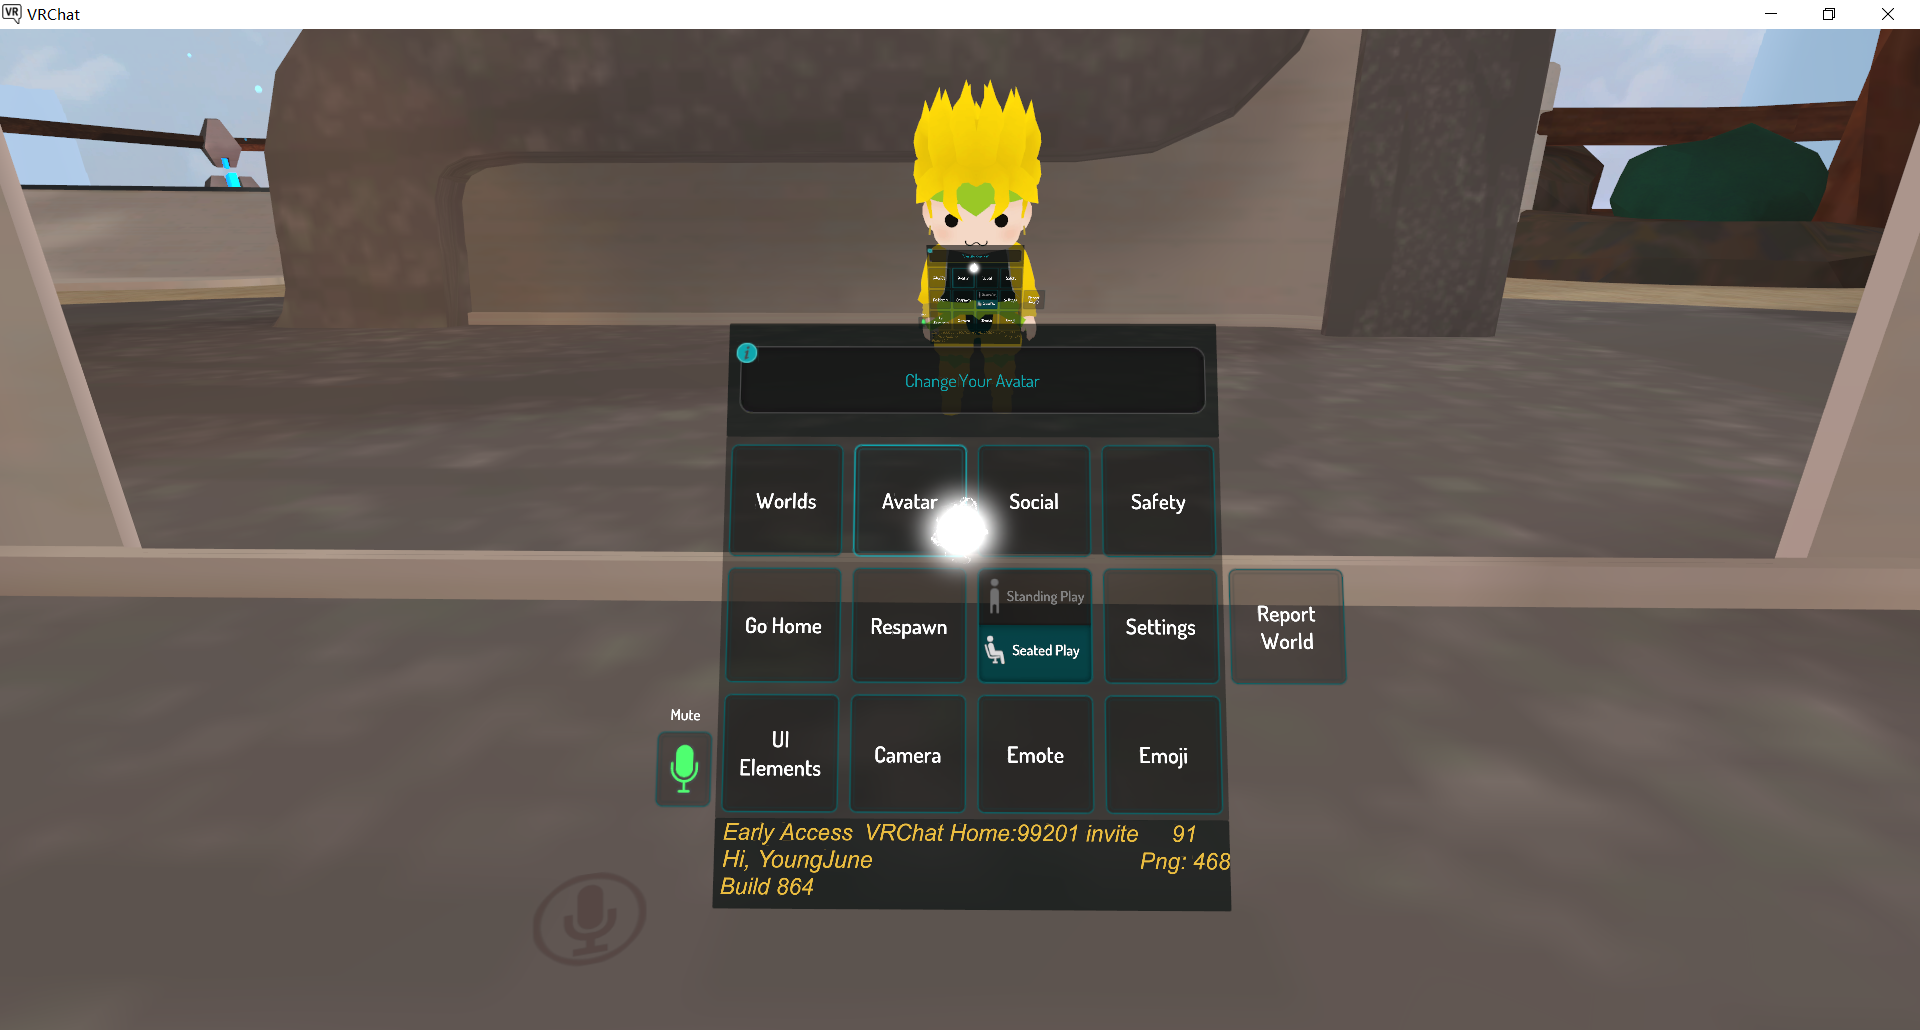 VRChat
Change Your Avatar
Worlds
Avatar
Social
Safety
Go Home
Respawn
Standing Play
Seated Play
Settings
Report
World
Mute
UI
Elements
Camera
Emote
Emoji
Early Access VRChat Home:99201 invite 91
Hi, YoungJune
Png: 468
Build 864